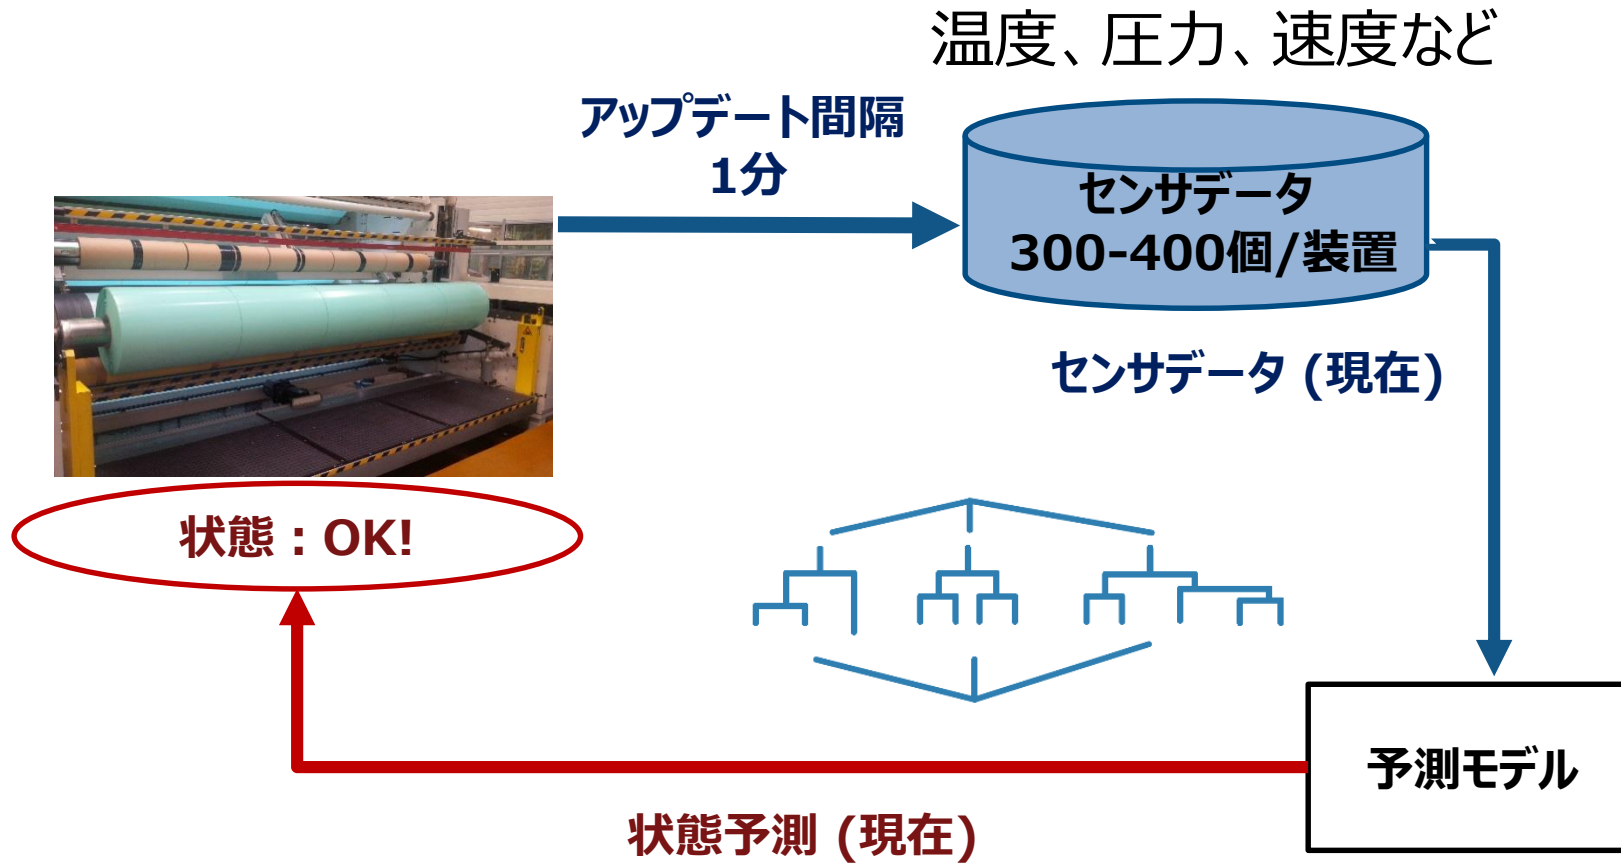 温度、圧力、速度など
アップデート間隔
1分
センサデータ
300-400個/装置
センサデータ (現在)
状態：OK!
予測モデル
状態予測 (現在)